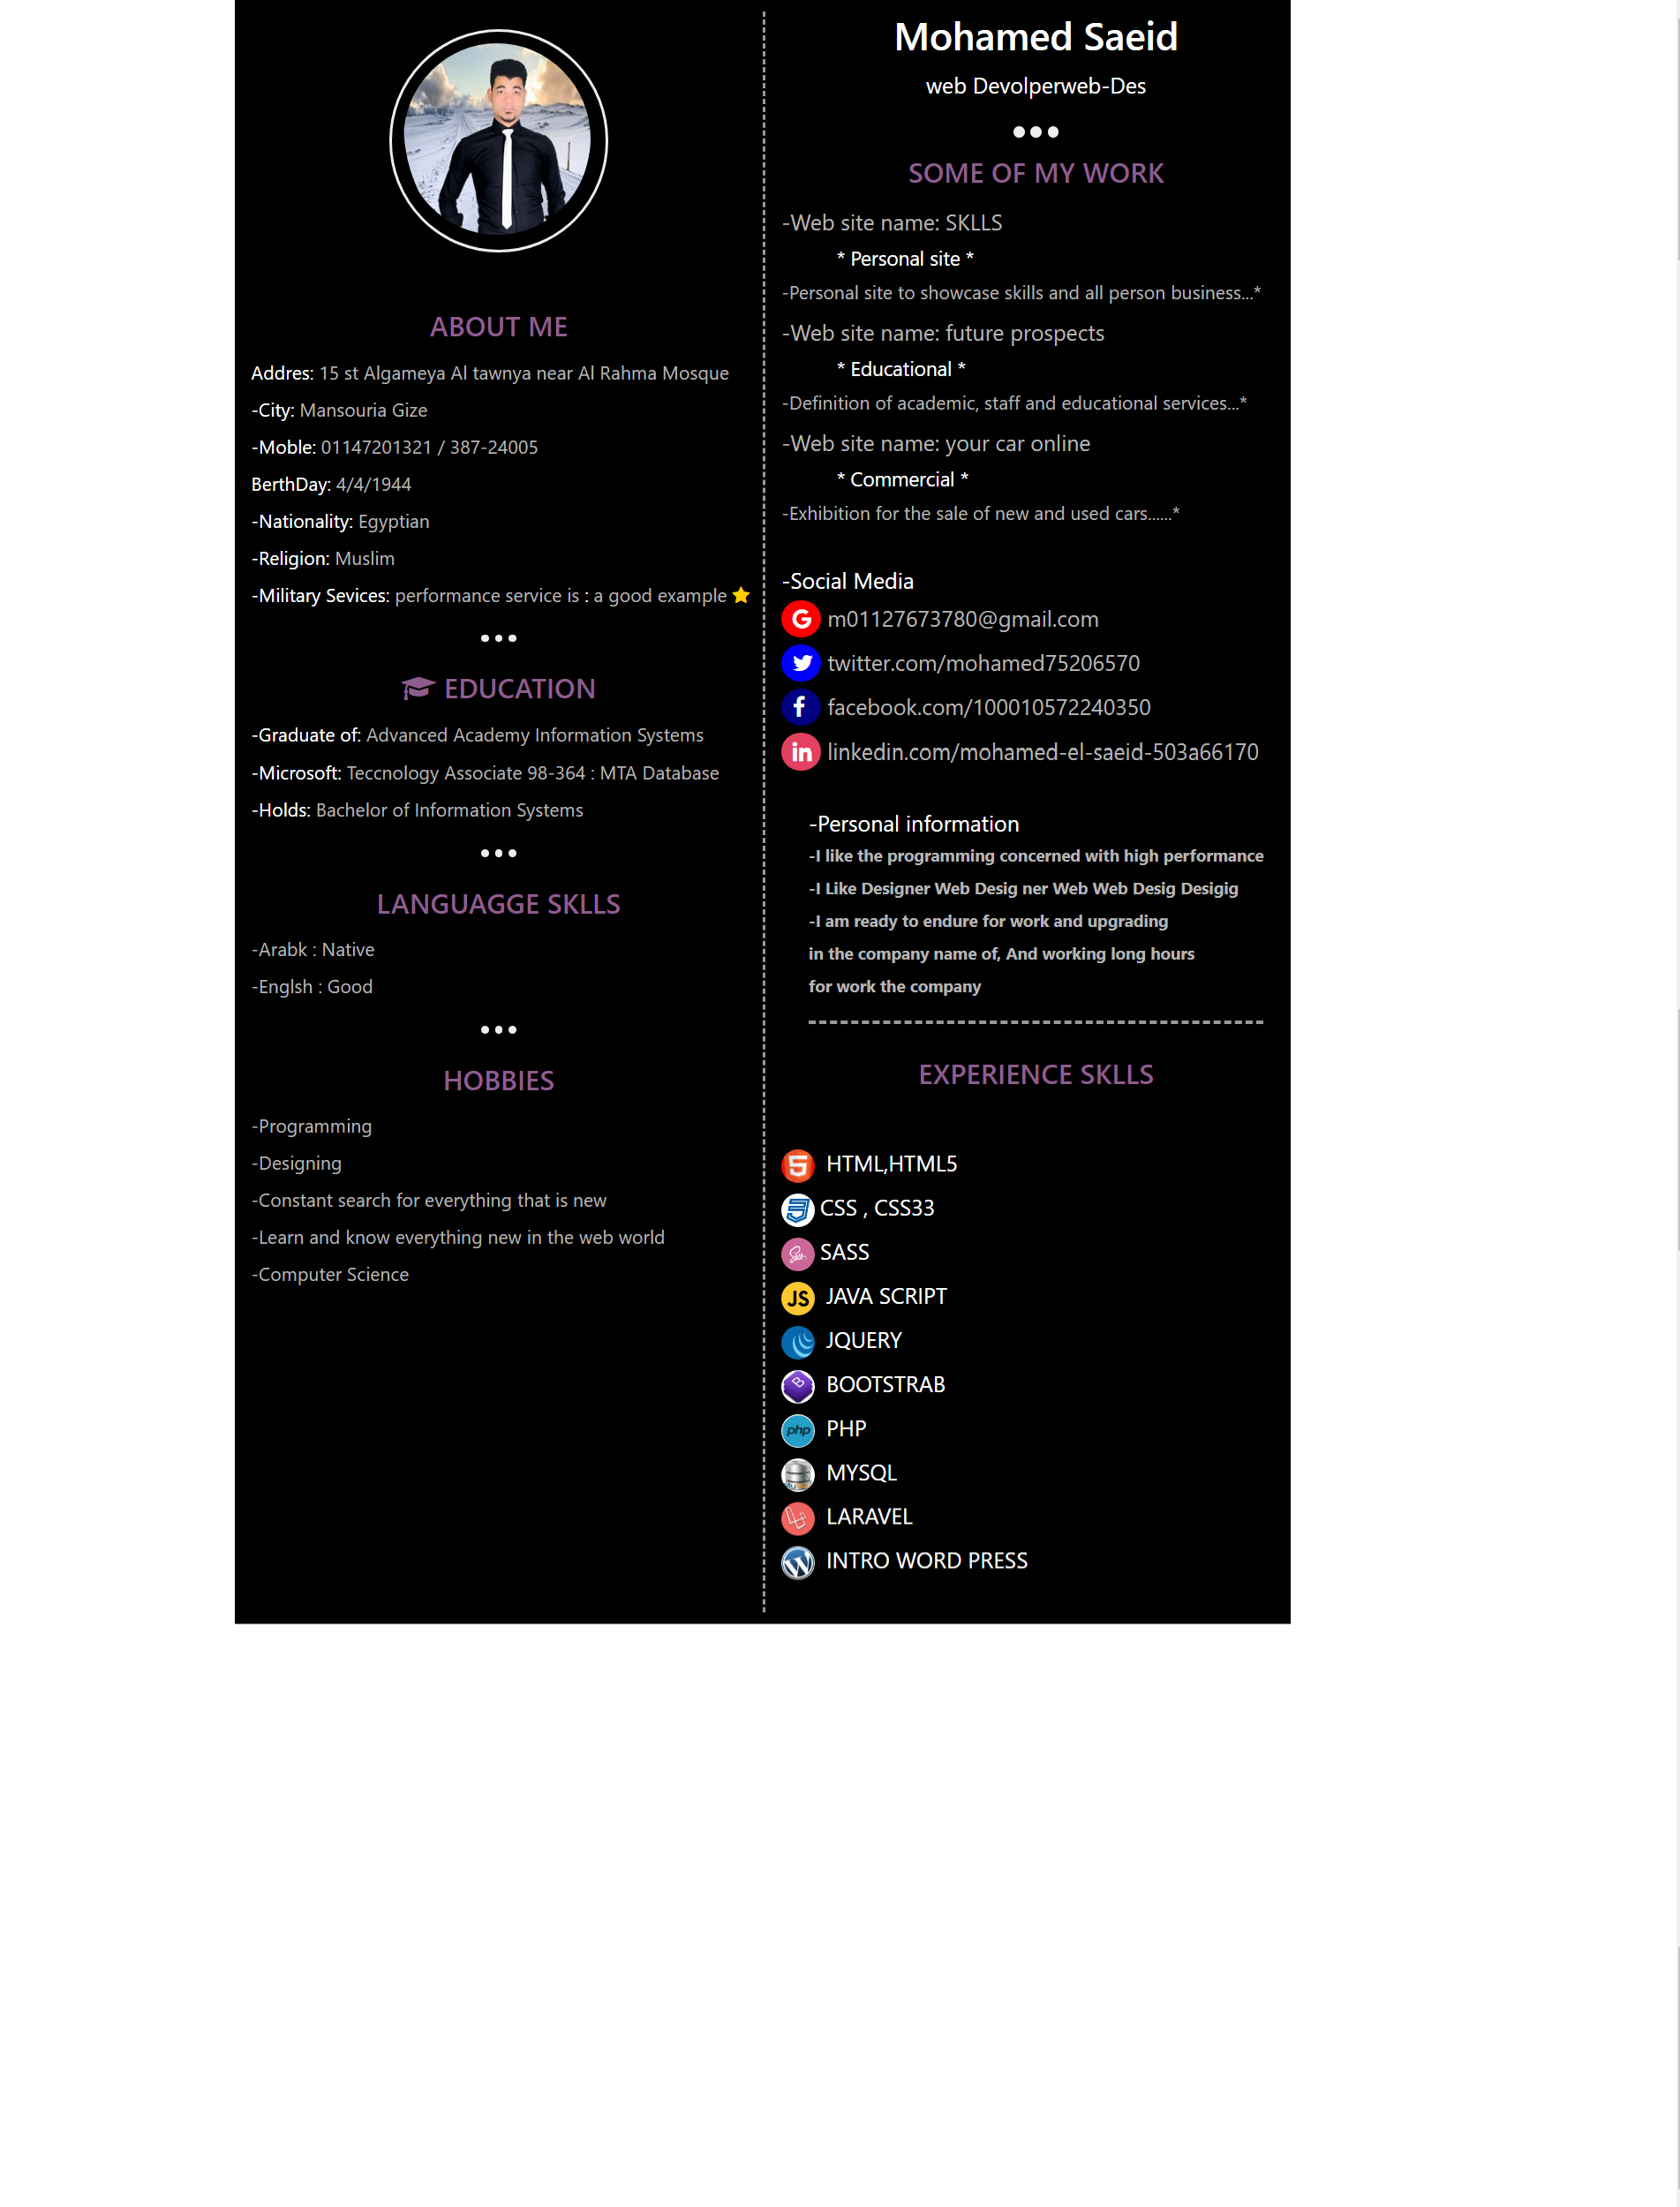 ABOUT ME
Addres: 15 st Algameya Al tawnya near Al Rahma Mosque
-City: Mansouria Gize
-Moble: 01147201321 / 387-24005
BerthDay: 4/4/1944
-Nationality: Egyptian
-Religion: Muslim
-Military Sevices: performance service is : a good example
EDUCATION
-Graduate of: Advanced Academy Information Systems
-Microsoft: Teccnology Associate 98-364 : MTA Database
-Holds: Bachelor of Information Systems
LANGUAGGE SKLLS
-Arabk : Native
-Englsh : Good
HOBBIES
-Programming
-Designing
-Constant search for everything that is new
-Learn and know everything new in the web world
-Computer Science
Mohamed Saeid
web Devolperweb-Des
SOME OF MY WORK
-Web site name: SKLLS
* Personal site *
-Personal site to showcase skills and all person business...*
-Web site name: future prospects
* Educational *
-Definition of academic, staff and educational services...*
-Web site name: your car online
* Commercial *
-Exhibition for the sale of new and used cars......*
-Social Media
G m01127673780@gmail.com
twitter.com/mohamed75206570
f facebook.com/100010572240350
in linkedin.com/mohamed-el-saeid-503a66170
-Personal information
-I like the programming concerned with high performance
-I Like Designer Web Desig ner Web Web Desig Desigig
-I am ready to endure for work and upgrading
in the company name of, And working long hours
for work the company
EXPERIENCE SKLLS
5 HTML,HTML5
3 CSS , CSS33
Sass SASS
JS JAVA SCRIPT
JQUERY
B BOOTSTRAB
php PHP
MYSQL
LARAVEL
W INTRO WORD PRESS